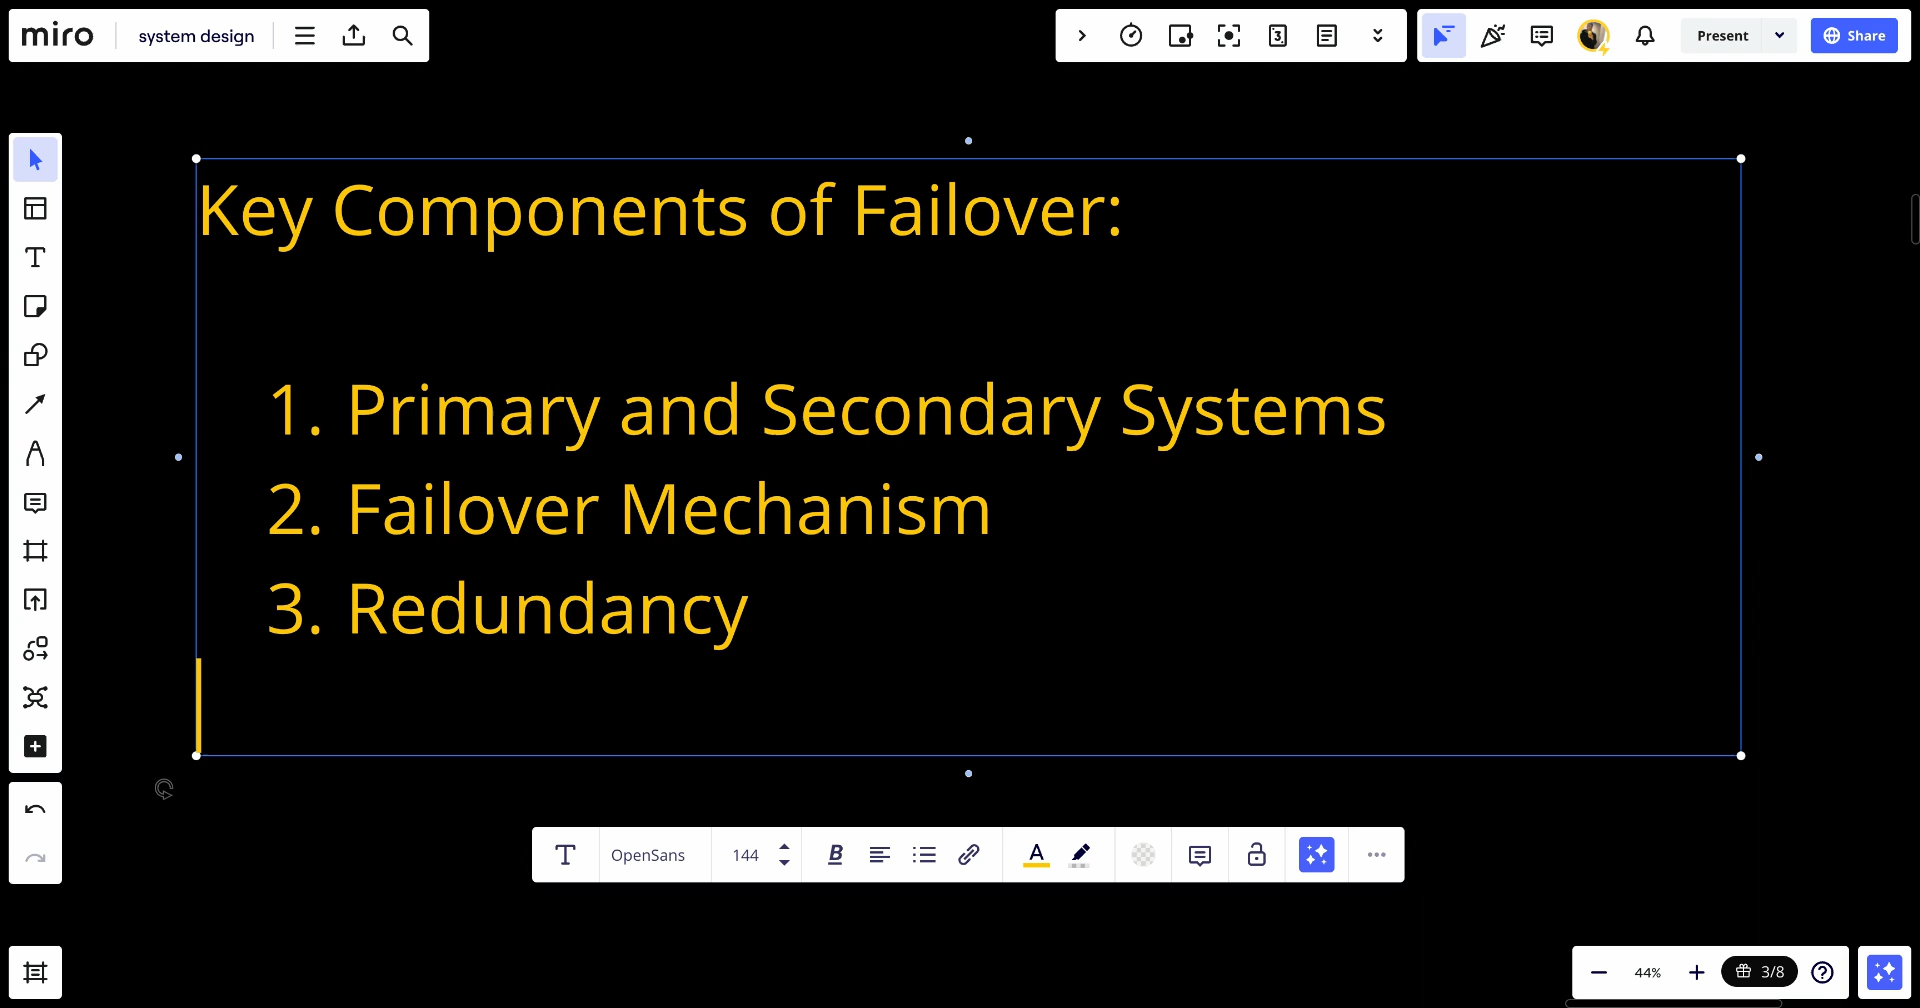 miro
system design
Present
Share
Key Components of Failover:
1. Primary and Secondary Systems
2. Failover Mechanism
3. Redundancy
OpenSans
144
B
A
44%
3/8